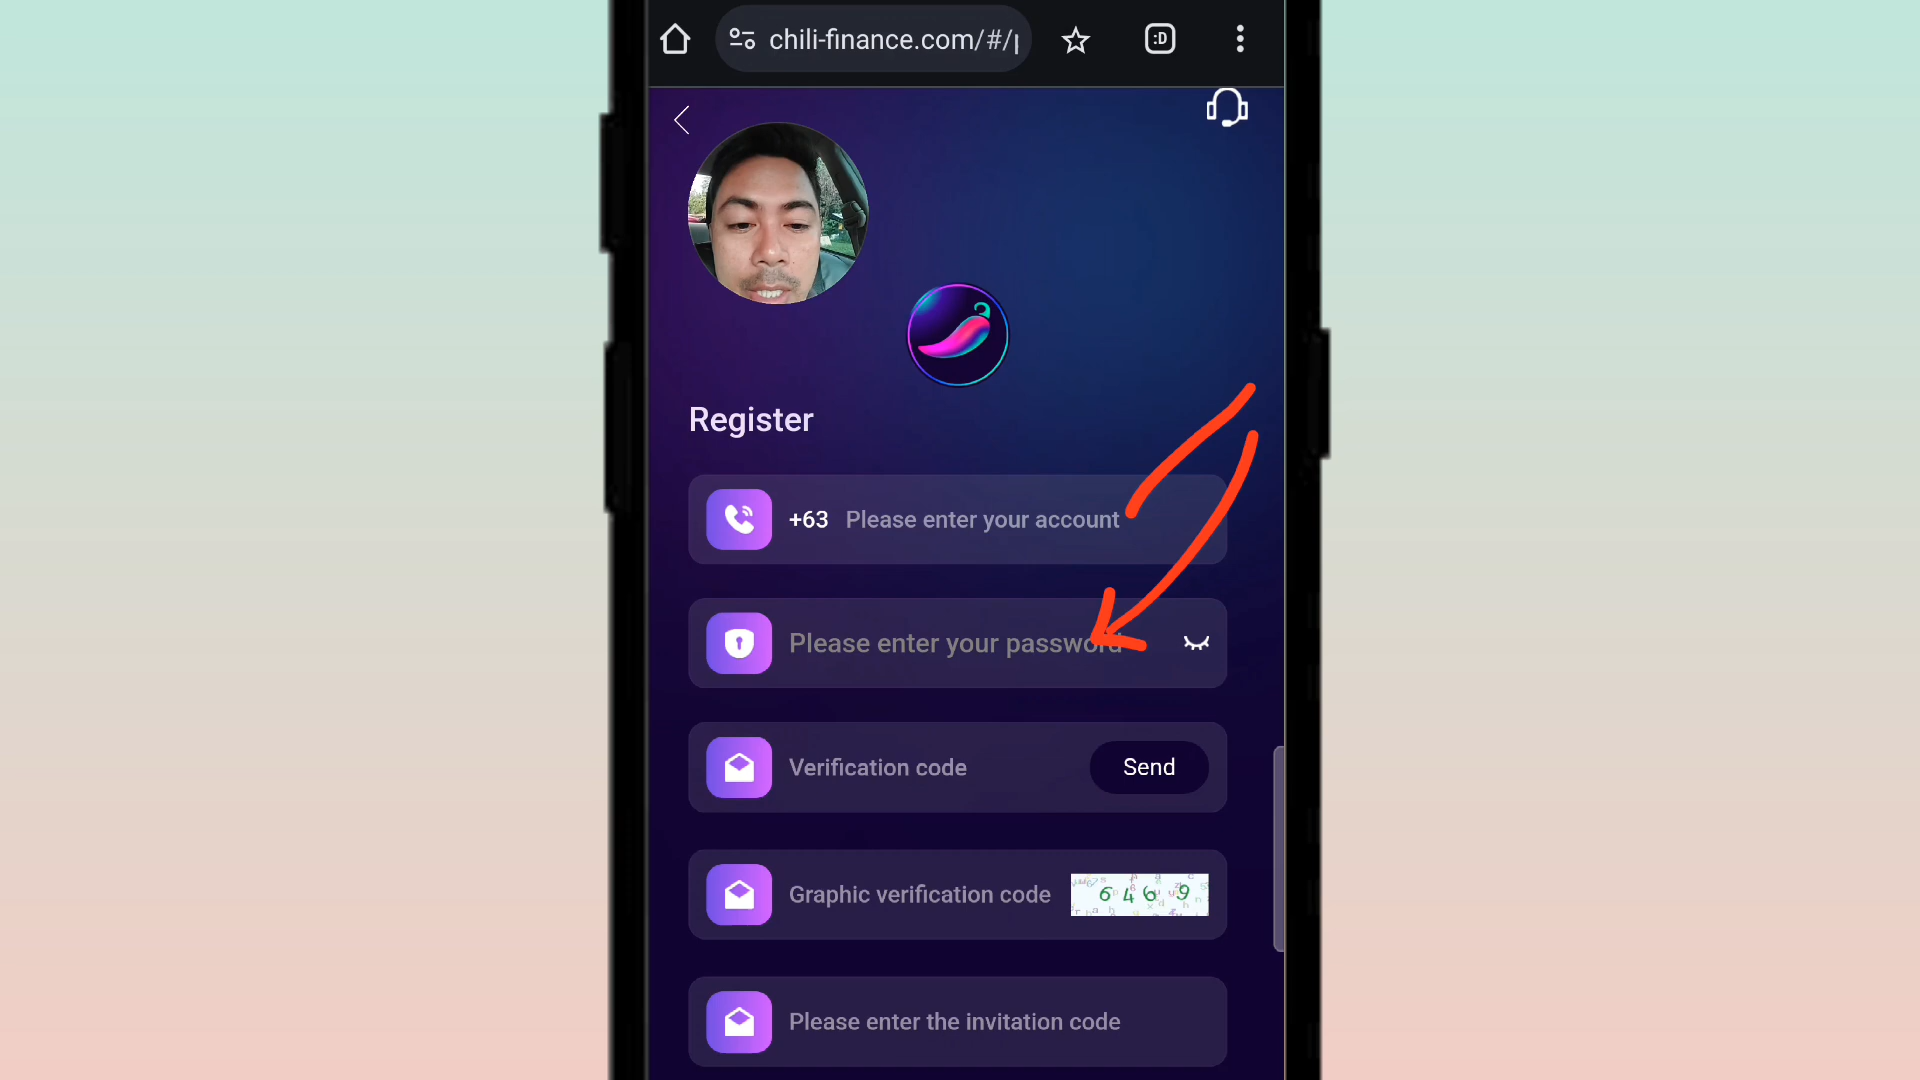 chili-finance.com/#/
:D
Register
+63 Please enter your account
Please enter your password
Verification code Send
Graphic verification code 6 4 6 9
Please enter the invitation code